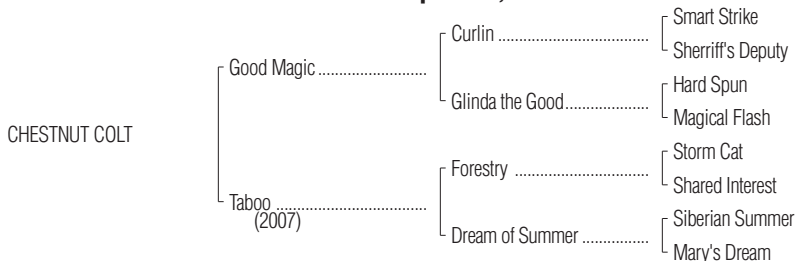 Smart Strike
Curlin ............................................
Sherriff's Deputy
Good Magic ...............................
Hard Spun
Glinda the Good........................
Magical Flash
CHESTNUT COLT
Storm Cat
Forestry .......................................
Shared Interest
Taboo ...........................................
(2007)
Siberian Summer
Dream of Summer ...................
Mary's Dream